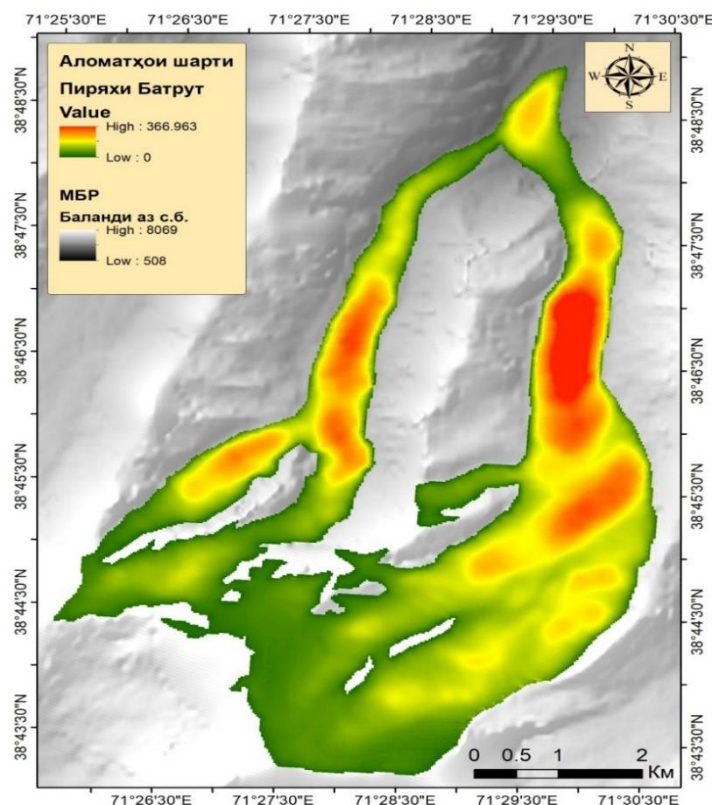 71°25'30"E 71°26'30"E 71°27'30"E 71°28'30"E 71°29'30"E 71°30'30"E
Аломатҳои шарти
Пиряхи Батрут
Value
High : 366.963
Low : 0
МБР
Баланди аз с.б.
High : 8069
Low : 508
N
W E
S
38°48'30"N
38°47'30"N
38°46'30"N
38°45'30"N
38°44'30"N
38°43'30"N
38°48'30"N
38°47'30"N
38°46'30"N
38°45'30"N
38°44'30"N
38°43'30"N
0 0.5 1 2
Км
71°26'30"E 71°27'30"E 71°28'30"E 71°29'30"E 71°30'30"E